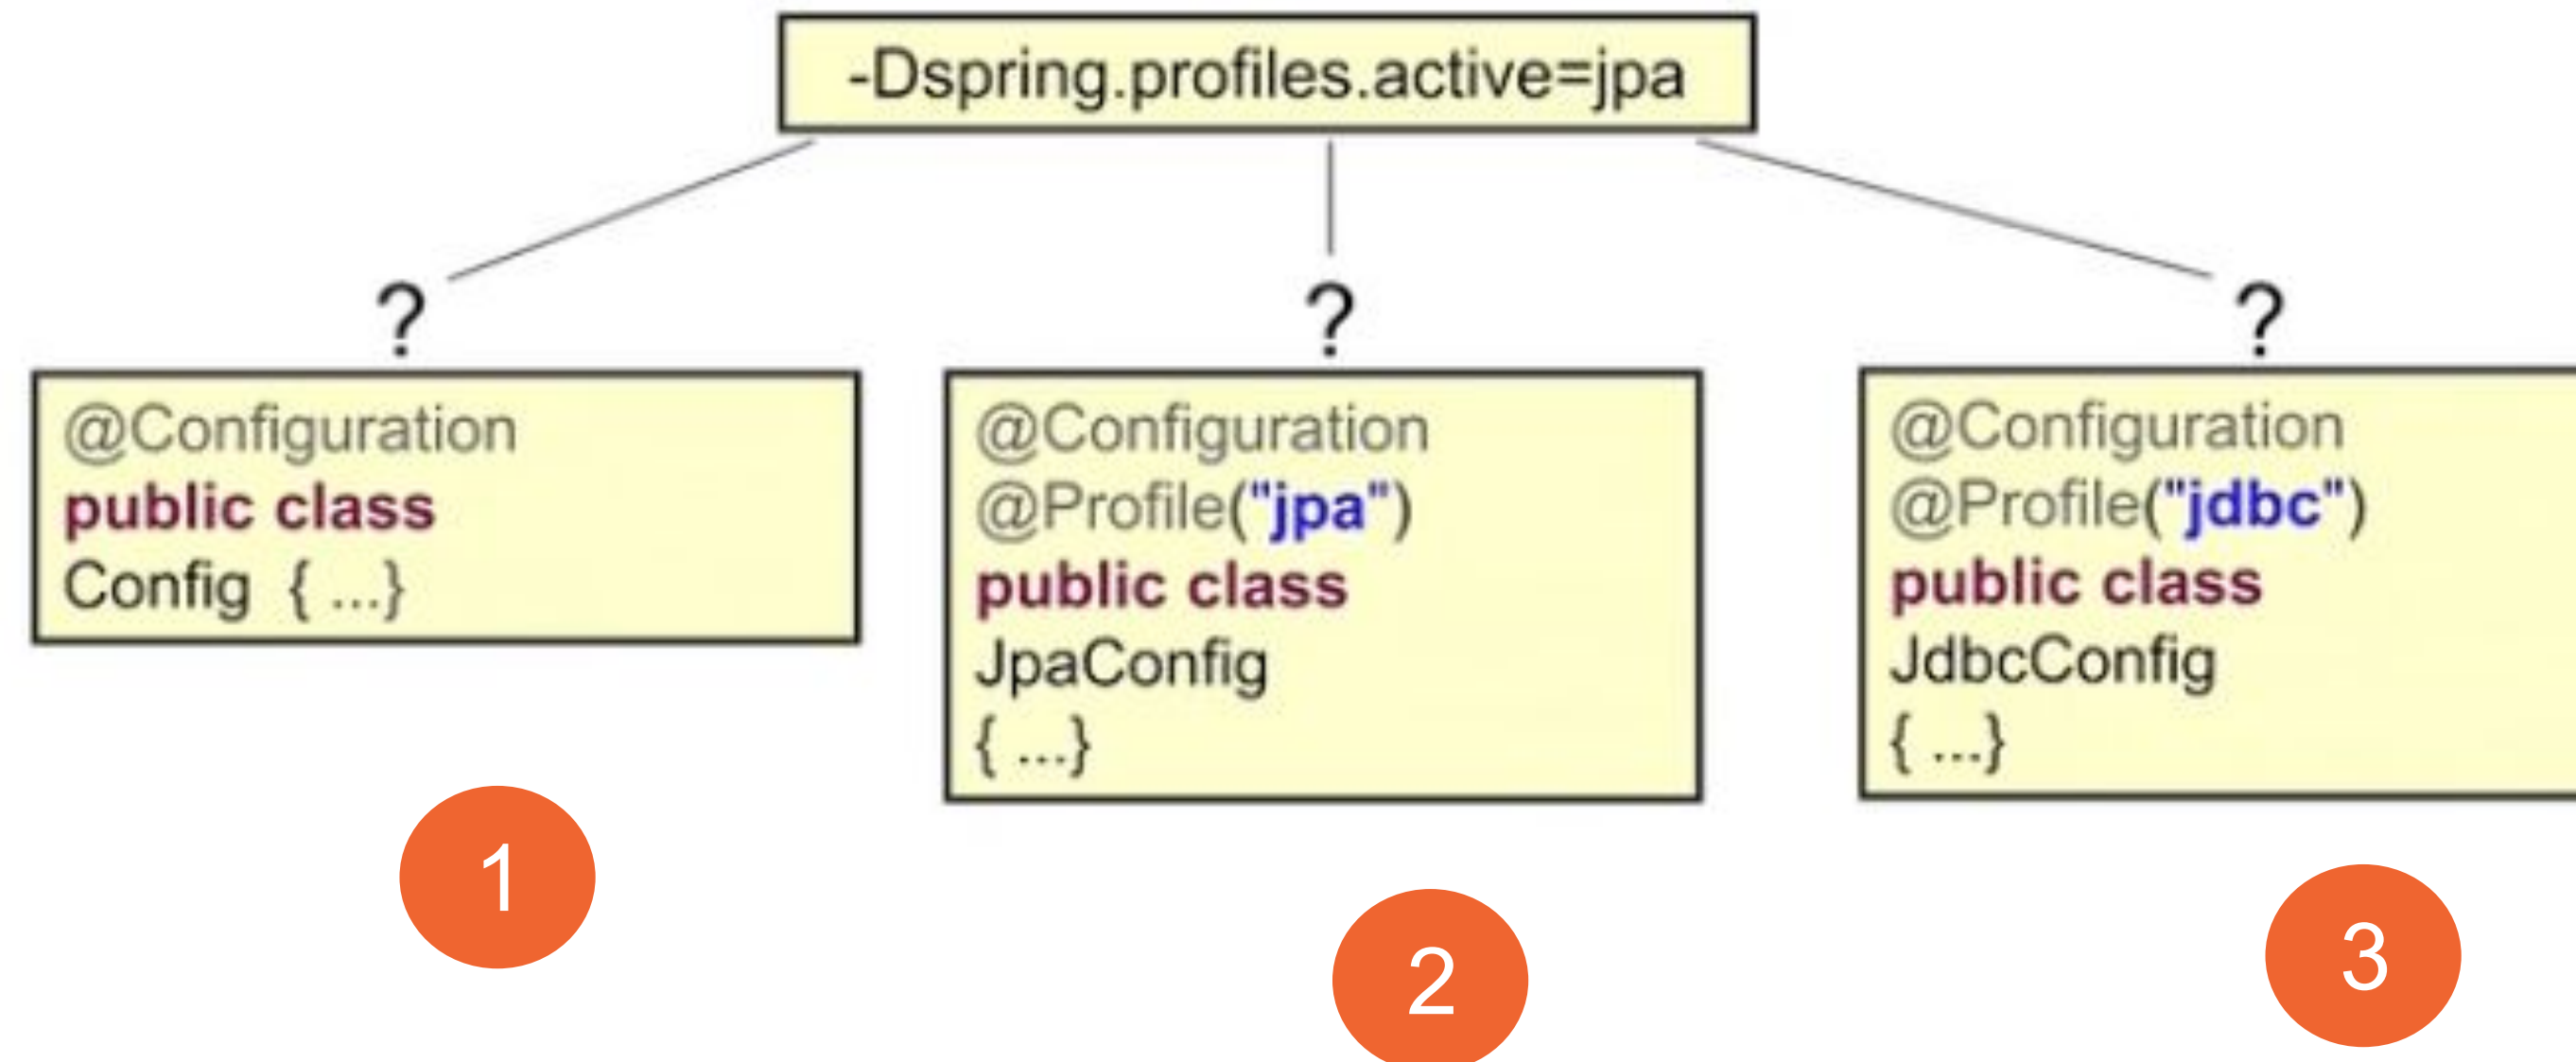 -Dspring.profiles.active=jpa
?
?
?
@Configuration
public class
Config { ...}
@Configuration
@Profile("jpa")
public class
JpaConfig
{ ...}
@Configuration
@Profile("jdbc")
public class
JdbcConfig
{ ...}
1
2
3